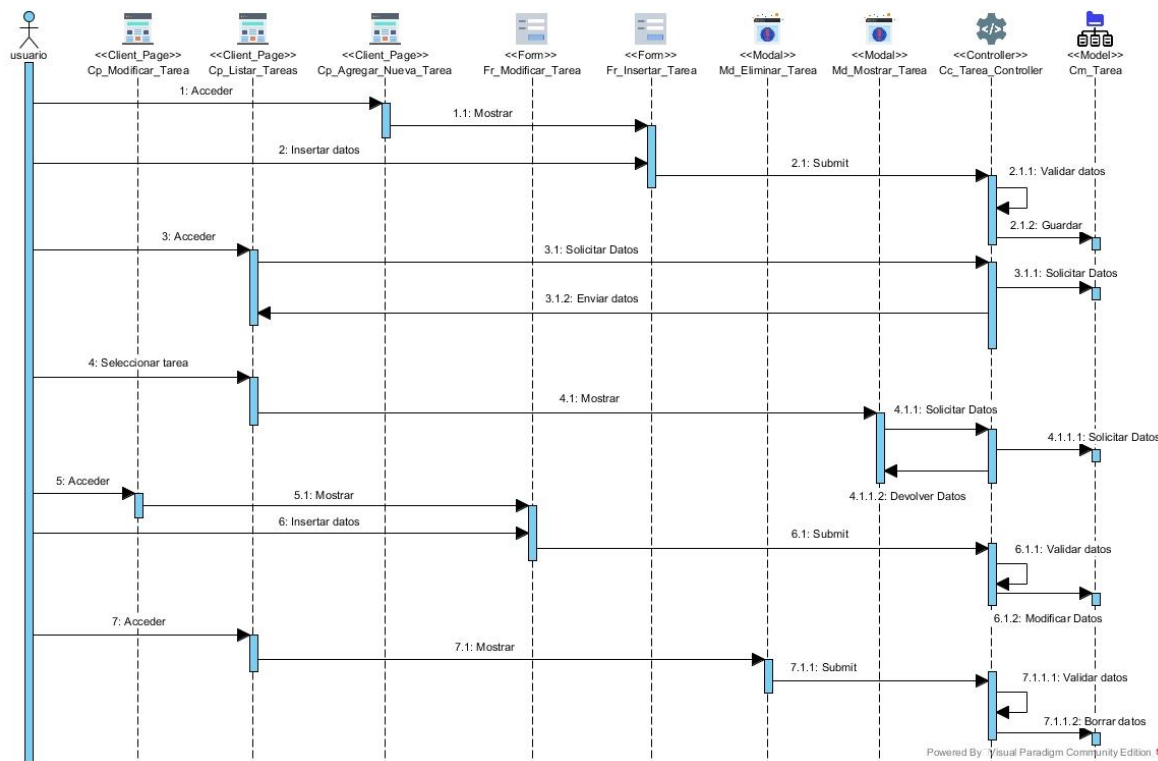 usuario
<<Client_Page>>
Cp_Modificar_Tarea
<<Client_Page>>
Cp_Listar_Tareas
<<Client_Page>>
Cp_Agregar_Nueva_Tarea
<<Form>>
Fr_Modificar_Tarea
<<Form>>
Fr_Insertar_Tarea
<<Modal>>
Md_Eliminar_Tarea
<<Modal>>
Md_Mostrar_Tarea
<<Controller>>
Cc_Tarea_Controller
<<Model>>
Cm_Tarea
1: Acceder
1.1: Mostrar
2: Insertar datos
2.1: Submit
2.1.1: Validar datos
2.1.2: Guardar
3: Acceder
3.1: Solicitar Datos
3.1.1: Solicitar Datos
3.1.2: Enviar datos
4: Seleccionar tarea
4.1: Mostrar
4.1.1: Solicitar Datos
4.1.1.1: Solicitar Datos
4.1.1.2: Devolver Datos
5: Acceder
5.1: Mostrar
6: Insertar datos
6.1: Submit
6.1.1: Validar datos
6.1.2: Modificar Datos
7: Acceder
7.1: Mostrar
7.1.1: Submit
7.1.1.1: Validar datos
7.1.1.2: Borrar datos
Powered By Visual Paradigm Community Edition